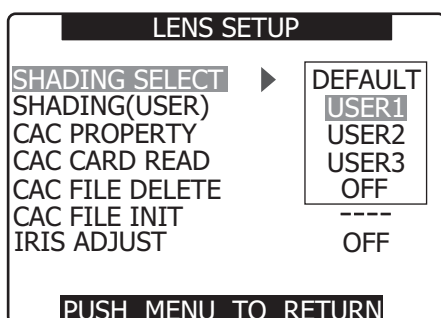 LENS SETUP
SHADING SELECT ▶ DEFAULT
SHADING(USER) USER1
CAC PROPERTY USER2
CAC CARD READ USER3
CAC FILE DELETE OFF
CAC FILE INIT ----
IRIS ADJUST OFF
PUSH MENU TO RETURN